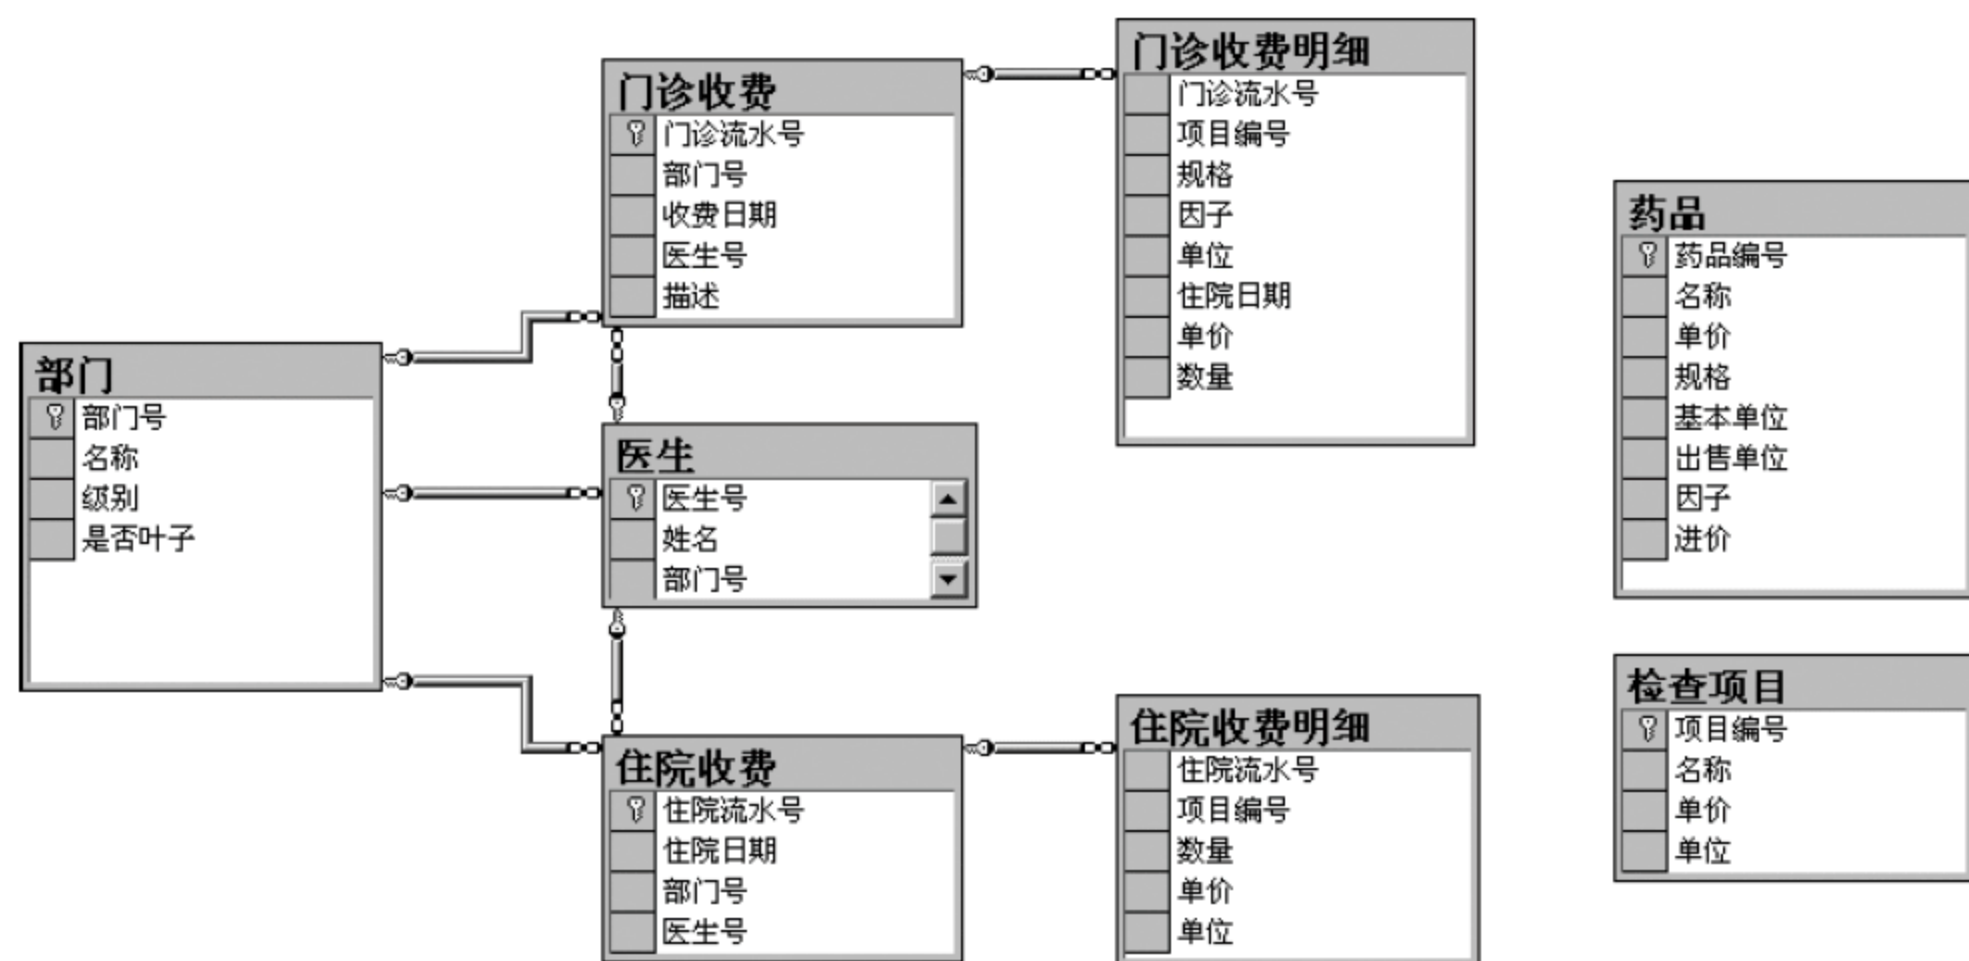 门诊收费明细
门诊流水号
项目编号
规格
因子
单位
住院日期
单价
数量
门诊收费
门诊流水号
部门号
收费日期
医生号
描述
药品
药品编号
名称
单价
规格
基本单位
出售单位
因子
进价
部门
部门号
名称
级别
是否叶子
医生
医生号
姓名
部门号
检查项目
项目编号
名称
单价
单位
住院收费明细
住院流水号
项目编号
数量
单价
单位
住院收费
住院流水号
住院日期
部门号
医生号